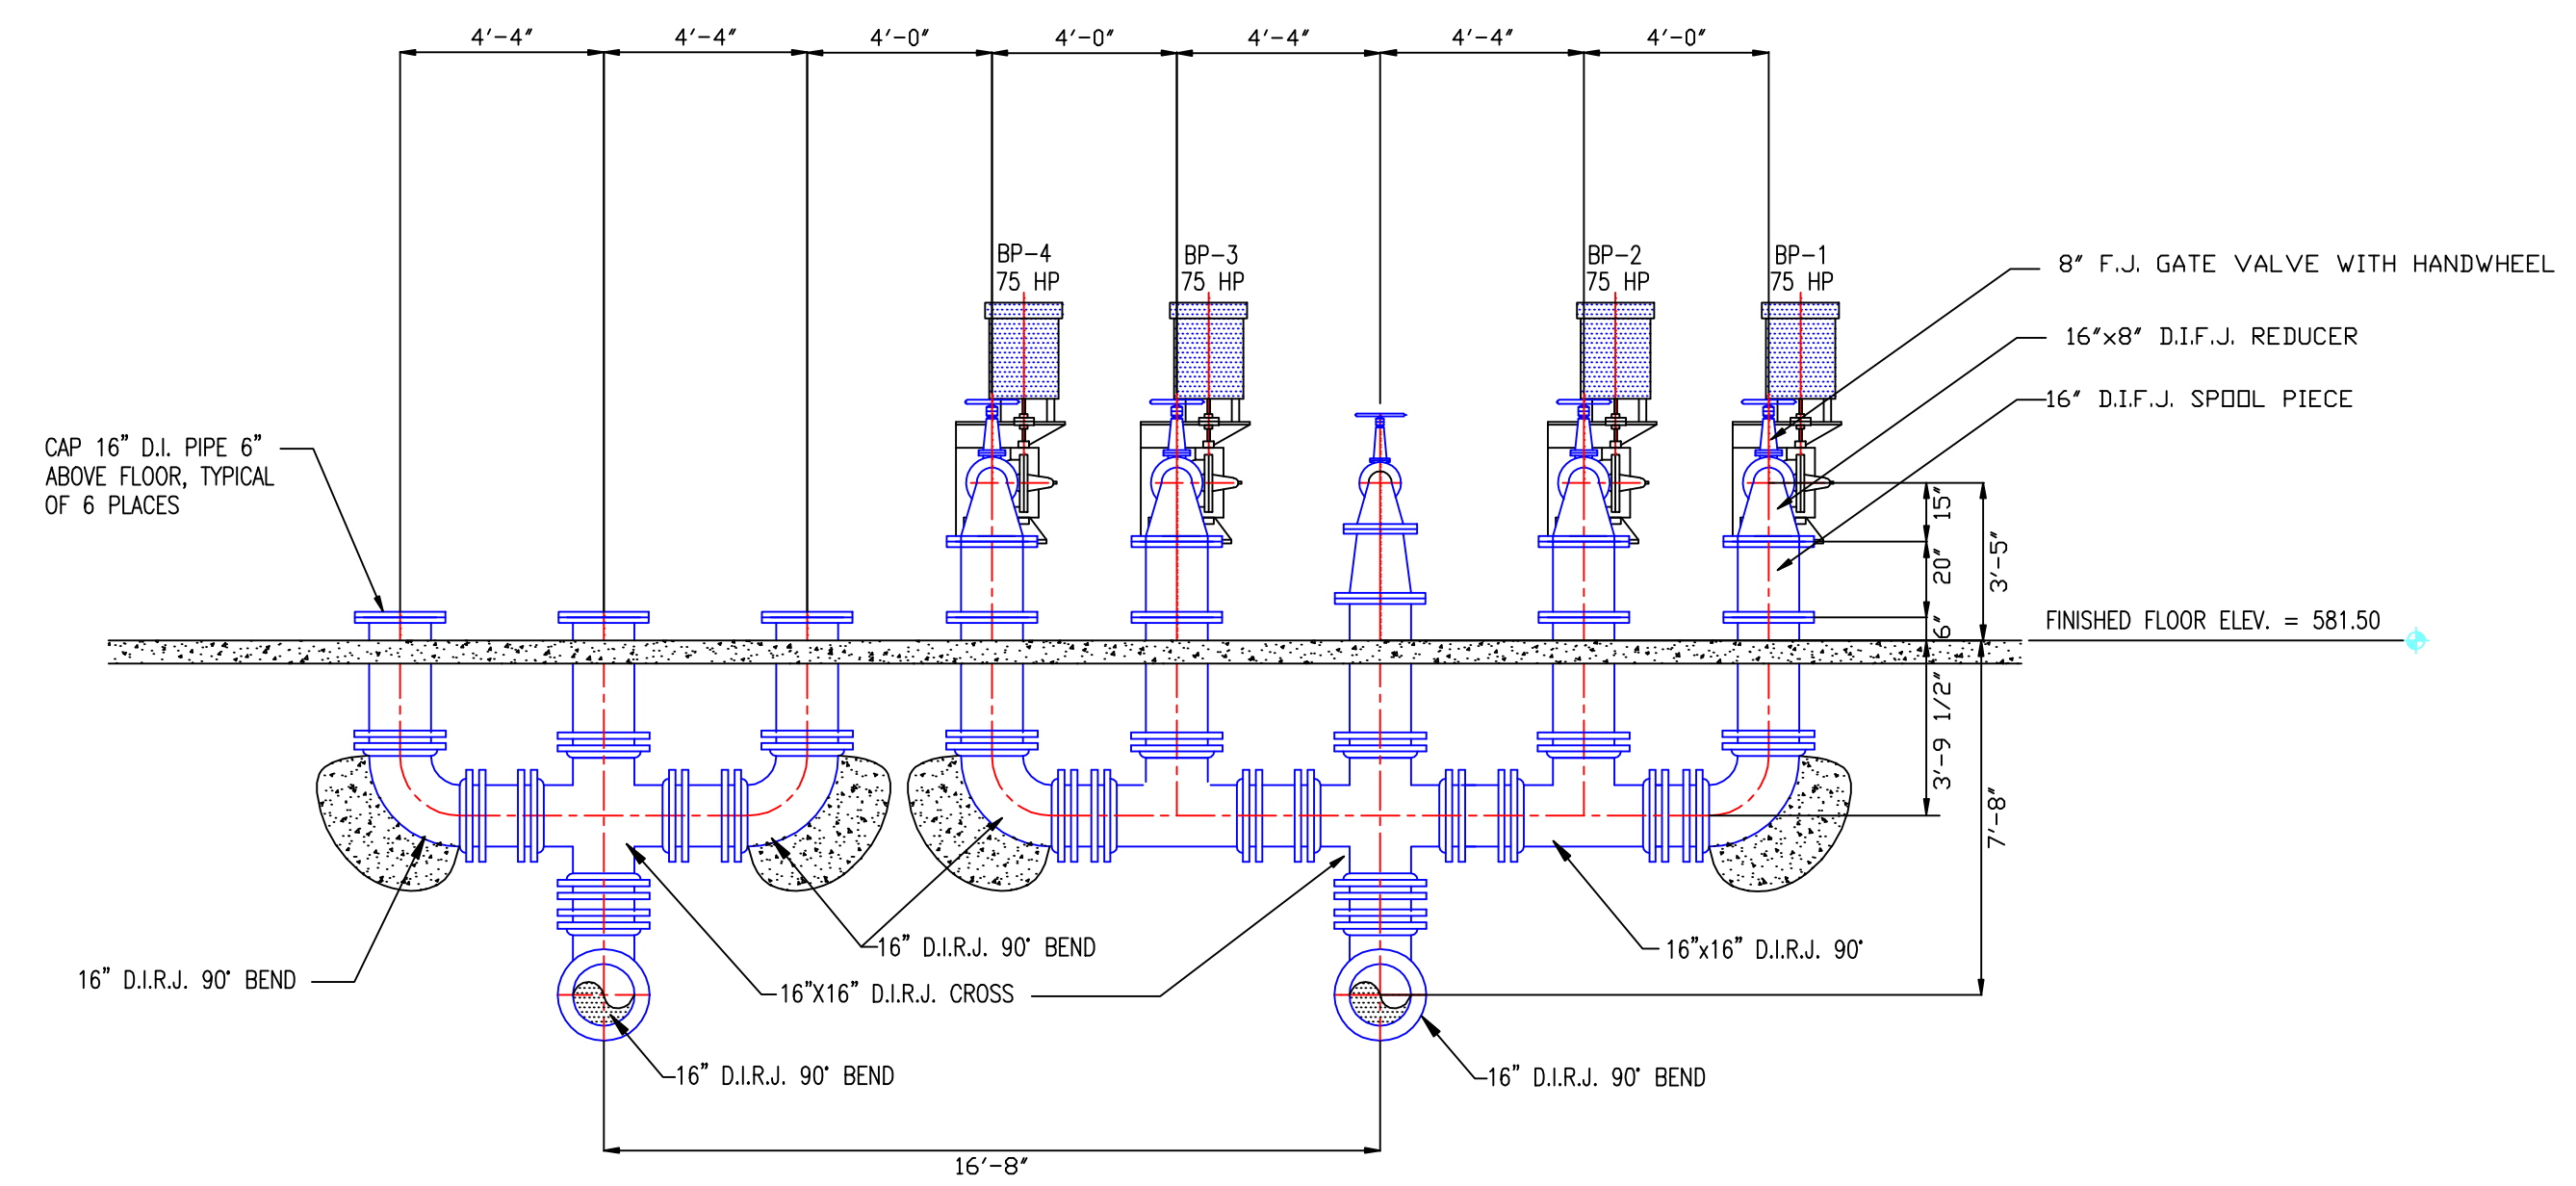 4'-4"
4'-4"
4'-0"
4'-0"
4'-4"
4'-4"
4'-0"
BP-4
75 HP
BP-3
75 HP
BP-2
75 HP
BP-1
75 HP
8" F.J. GATE VALVE WITH HANDWHEEL
16"x8" D.I.F.J. REDUCER
16" D.I.F.J. SPOOL PIECE
CAP 16" D.I. PIPE 6"
ABOVE FLOOR, TYPICAL
OF 6 PLACES
15"
20"
3'-5"
6"
FINISHED FLOOR ELEV. = 581.50
3'-9 1/2"
7'-8"
16" D.I.R.J. 90° BEND
16" D.I.R.J. 90° BEND
16"x16" D.I.R.J. 90°
16"X16" D.I.R.J. CROSS
16" D.I.R.J. 90° BEND
16" D.I.R.J. 90° BEND
16'-8"